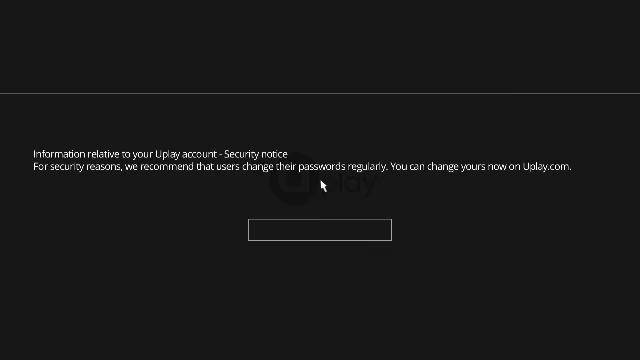 Information relative to your Uplay account - Security notice
For security reasons, we recommend that users change their passwords regularly. You can change yours now on Uplay.com.